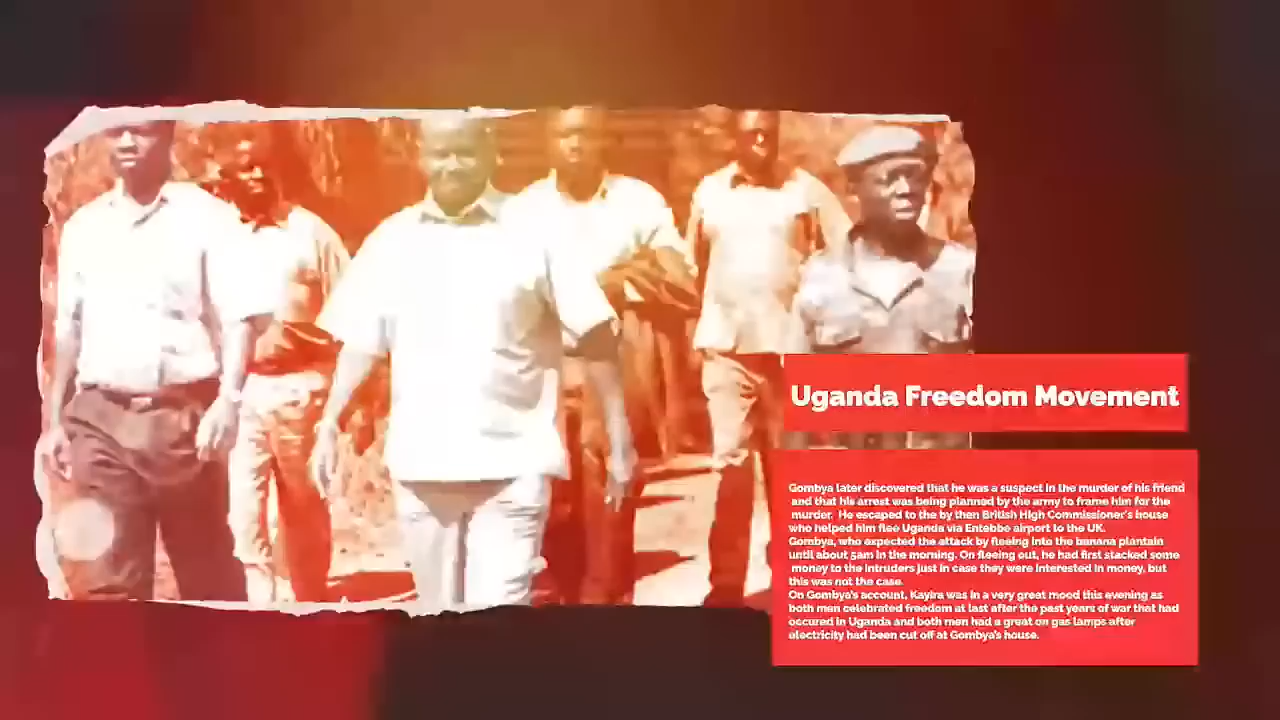 Uganda Freedom Movement
Gombya later discovered that he was a suspect in the murder of his friend
and that his arrest was being planned by the army to frame him for the
murder. He escaped to the by then British High Commissioner's house
who helped him flee Uganda via Entebbe airport to the UK.
Gombya, who expected the attack by fleeing into the banana plantain
until about 5am in the morning. On fleeing out, he had first stacked some
money to the intruders just in case they were interested in money, but
this was not the case.
On Gombya's account, Kayira was in a very great mood this evening as
both men celebrated freedom at last after the past years of war that had
occured in Uganda and both men had a great on gas lamps after
electricity had been cut off at Gombya's house.